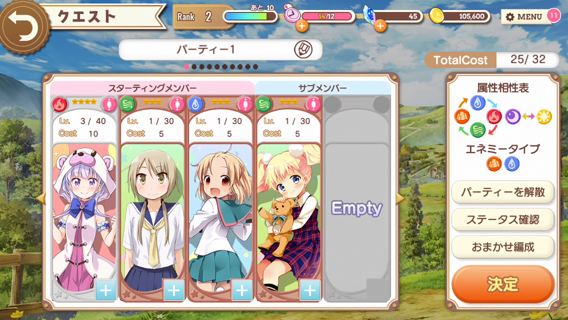 クエスト
Rank 2
あと 10
/12
45
105,600
MENU
パーティー1
TotalCost 25/ 32
スターティングメンバー
サブメンバー
Lv. 3 / 40
Cost 10
Lv. 1 / 30
Cost 5
Lv. 1 / 30
Cost 5
Lv. 1 / 30
Cost 5
Empty
属性相性表
エネミータイプ
パーティーを解散
ステータス確認
おまかせ編成
決定